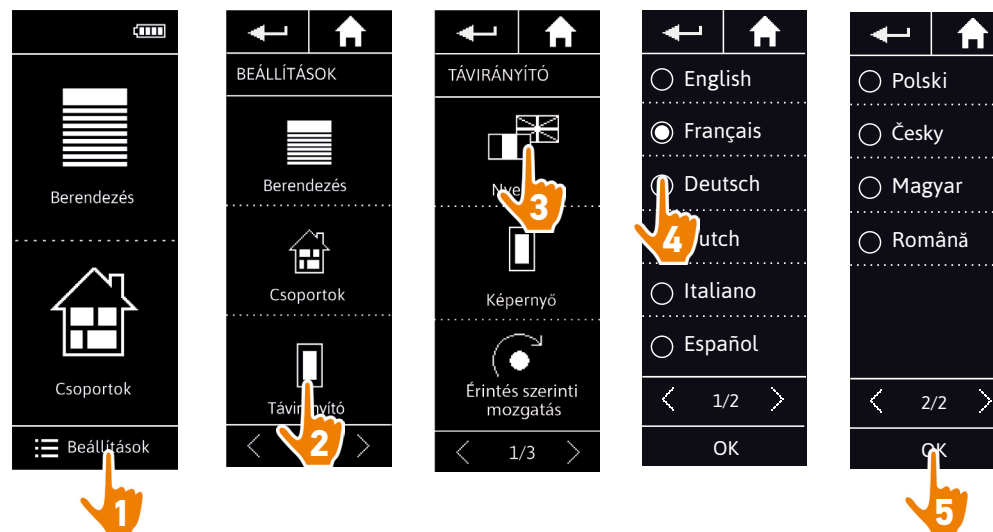 Berendezés
Csoportok
Beállítások
1
BEÁLLÍTÁSOK
Berendezés
Csoportok
2
TÁVIRÁNYÍTÓ
3
Képernyő
Érintés szerinti
mozgatás
1/3
English
Français
Deutsch
4
Italiano
Español
1/2
OK
Polski
Česky
Magyar
Română
2/2
OK
5